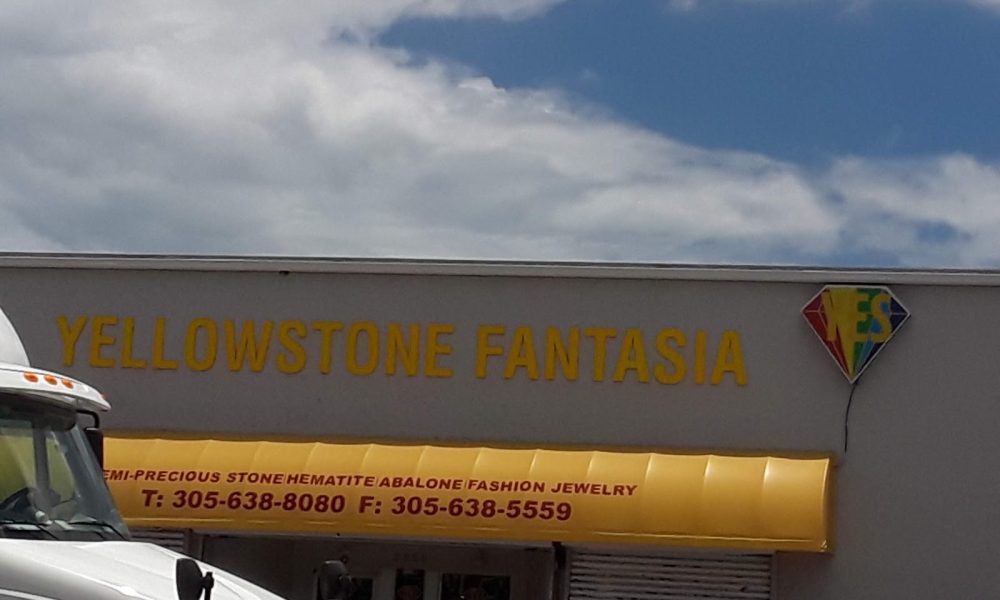 YELLOWSTONE FANTASIA
YES
EMI-PRECIOUS STONE HEMATITE ABALONE FASHION JEWELRY
T: 305-638-8080 F: 305-638-5559